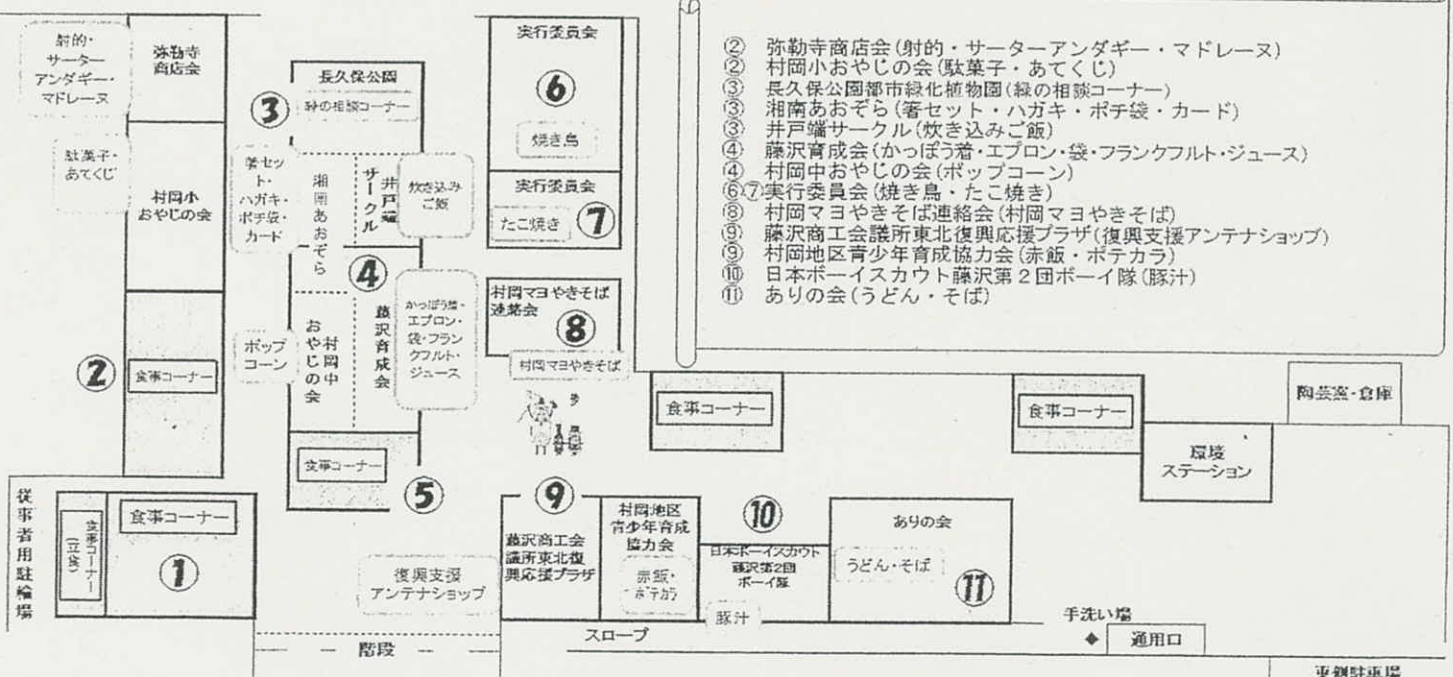 ② 弥勒寺商店会(射的・サーターアンダギー・マドレーヌ)
② 村岡小おやじの会(駄菓子・あてくじ)
③ 長久保公園都市緑化植物園(緑の相談コーナー)
③ 湘南あおぞら(箸セット・ハガキ・ポチ袋・カード)
③ 井戸端サークル(炊き込みご飯)
④ 藤沢育成会(かっぽう着・エプロン・袋・フランクフルト・ジュース)
④ 村岡中おやじの会(ポップコーン)
⑥⑦実行委員会(焼き鳥・たこ焼き)
⑧ 村岡マヨやきそば連絡会(村岡マヨやきそば)
⑨ 藤沢商工会議所東北復興応援プラザ(復興支援アンテナショップ)
⑨ 村岡地区青少年育成協力会(赤飯・ポテカラ)
⑩ 日本ボーイスカウト藤沢第2団ボーイ隊(豚汁)
⑪ ありの会(うどん・そば)
射的・
サーター
アンダギー・
マドレーヌ
弥勒寺
商店会
駄菓子・
あてくじ
村岡小
おやじの会
②
食事コーナー
長久保公園
③
緑の相談コーナー
箸セッ
ト・
ハガキ・
ポチ袋・
カード
湘南あおぞら
井戸端
サークル
炊き込み
ご飯
④
ポップ
コーン
村岡中
おやじの会
藤沢育成会
かっぽう着・
エプロン・
袋・フラン
クフルト・
ジュース
食事コーナー
⑤
実行委員会
⑥
焼き鳥
実行委員会
たこ焼き
⑦
村岡マヨやきそば
連絡会
⑧
村岡マヨやきそば
食事コーナー
食事コーナー
陶芸窯・倉庫
環境
ステーション
従事者用駐輪場
食事コーナー
(立食)
食事コーナー
①
復興支援
アンテナショップ
⑨
藤沢商工会
議所東北復
興応援プラザ
村岡地区
青少年育成
協力会
赤飯・
ポテカラ
⑩
日本ボーイスカウト
藤沢第2団
ボーイ隊
豚汁
ありの会
うどん・そば
⑪
階段
スロープ
手洗い場
◆
通用口
東側駐車場